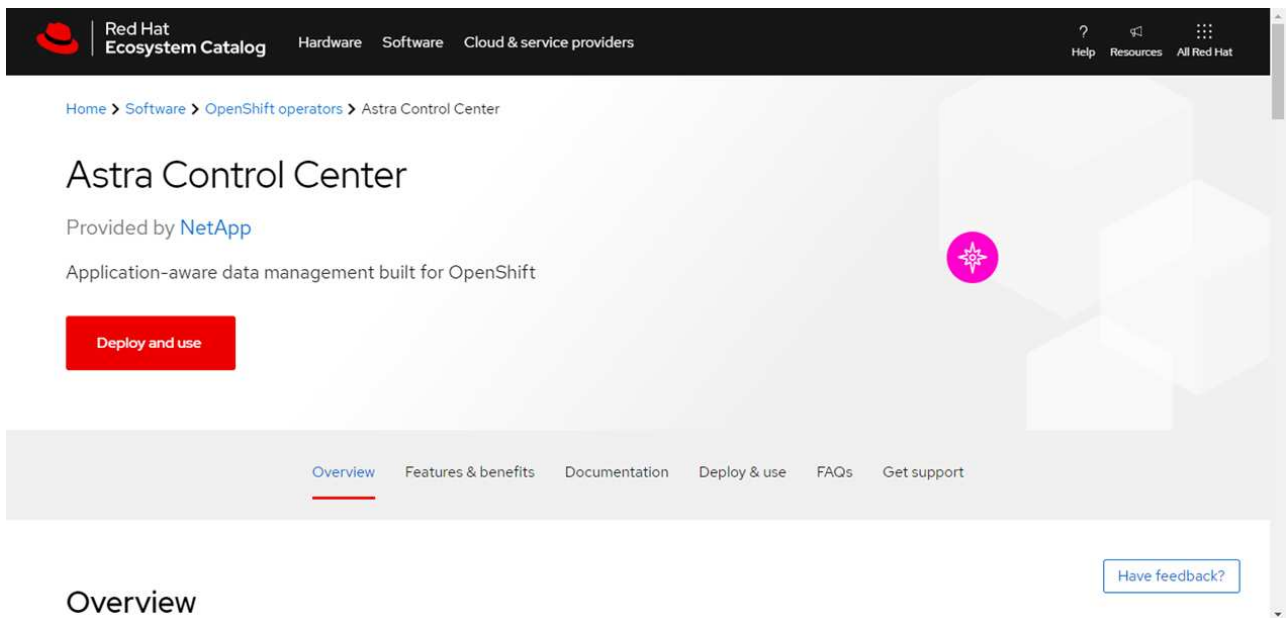 Red Hat
Ecosystem Catalog
Hardware Software Cloud & service providers
? Help Resources All Red Hat
Home > Software > OpenShift operators > Astra Control Center
Astra Control Center
Provided by NetApp
Application-aware data management built for OpenShift
Deploy and use
Overview Features & benefits Documentation Deploy & use FAQs Get support
Have feedback?
Overview